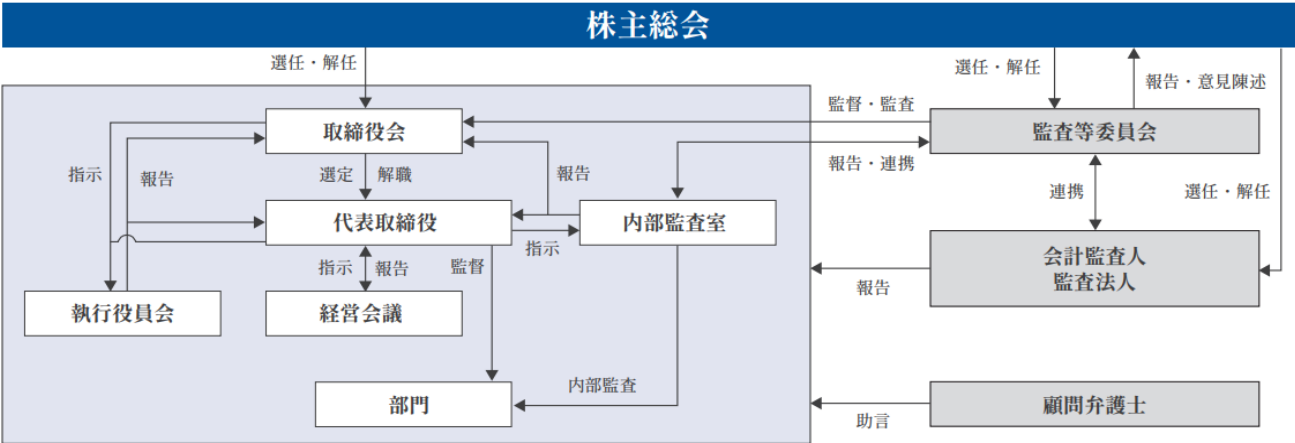 株主総会
選任・解任
選任・解任
報告・意見陳述
監督・監査
取締役会
監査等委員会
指示
報告
選定
解職
報告
報告・連携
連携
選任・解任
代表取締役
内部監査室
指示
指示
報告
監督
会計監査人
監査法人
報告
執行役員会
経営会議
内部監査
部門
顧問弁護士
助言